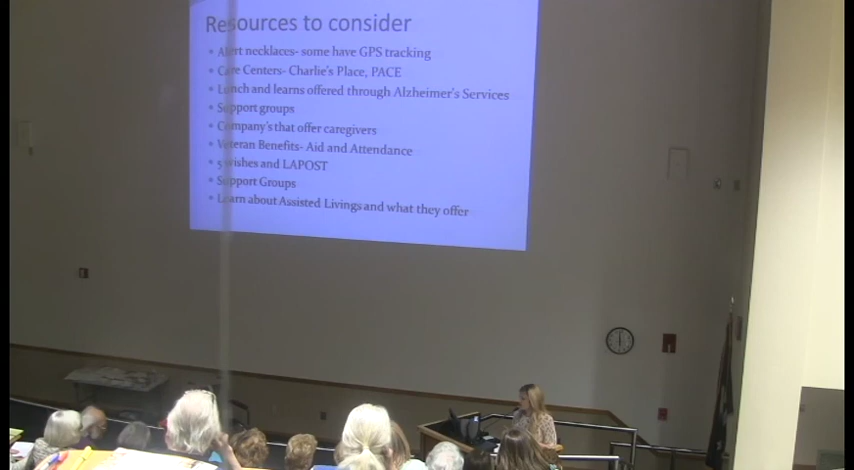 Resources to consider
• Alert necklaces- some have GPS tracking
• Care Centers- Charlie's Place, PACE
• Lunch and learns offered through Alzheimer's Services
• Support groups
• Company's that offer caregivers
• Veteran Benefits- Aid and Attendance
• 5 wishes and LAPOST
• Support Groups
• Learn about Assisted Livings and what they offer